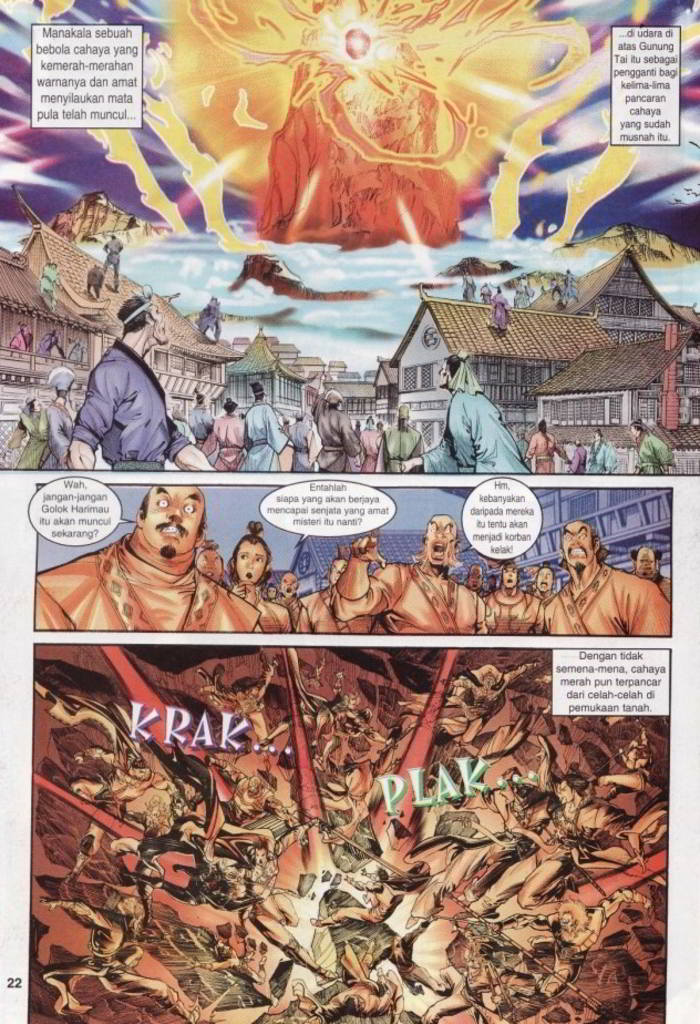 Manakala sebuah
bebola cahaya yang
kemerah-merahan
warnanya dan amat
menyilaukan mata
pula telah muncul...
...di udara di
atas Gunung
Tai itu sebagai
pengganti bagi
kelima-lima
pancaran
cahaya
yang sudah
musnah itu.
Wah,
jangan-jangan
Golok Harimau
itu akan muncul
sekarang?
Entahlah
siapa yang akan berjaya
mencapai senjata yang amat
misteri itu nanti?
Hm,
kebanyakan
daripada mereka
itu tentu akan
menjadi korban
kelak!
Dengan tidak
semena-mena, cahaya
merah pun terpancar
dari celah-celah di
pemukaan tanah.
KRAK...
PLAK...
22